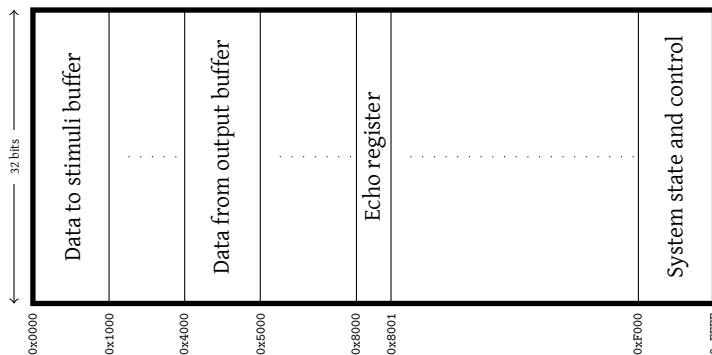 32 bits
Data to stimuli buffer
Data from output buffer
Echo register
System state and control
0x0000
0x1000
0x4000
0x5000
0x8000
0x8001
0xF000